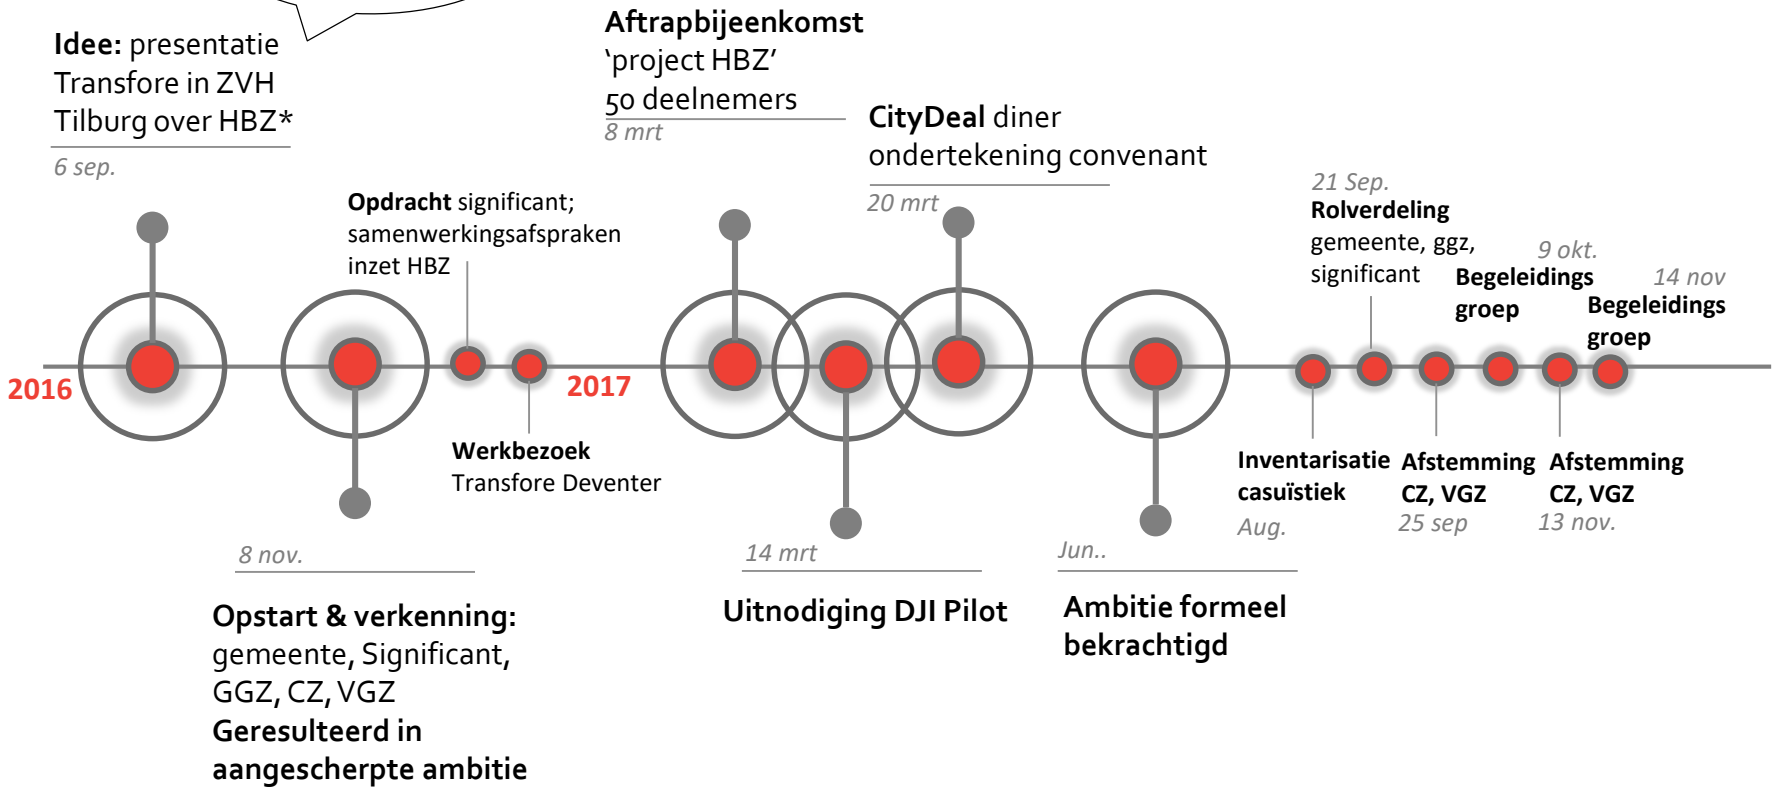 Idee: presentatie
Transfore in ZVH
Tilburg over HBZ*
6 sep.
2016
8 nov.
Opstart & verkenning:
gemeente, Significant,
GGZ, CZ, VGZ
Geresulteerd in
aangescherpte ambitie
Opdracht significant;
samenwerkingsafspraken
inzet HBZ
Werkbezoek
Transfore Deventer
2017
Aftrapbijeenkomst
‘project HBZ’
50 deelnemers
8 mrt
14 mrt
Uitnodiging DJI Pilot
CityDeal diner
ondertekening convenant
20 mrt
Jun..
Ambitie formeel
bekrachtigd
Inventarisatie
casuïstiek
Aug.
21 Sep.
Rolverdeling
gemeente, ggz,
significant
Afstemming
CZ, VGZ
25 sep
9 okt.
Begeleidings
groep
Afstemming
CZ, VGZ
13 nov.
14 nov
Begeleidings
groep